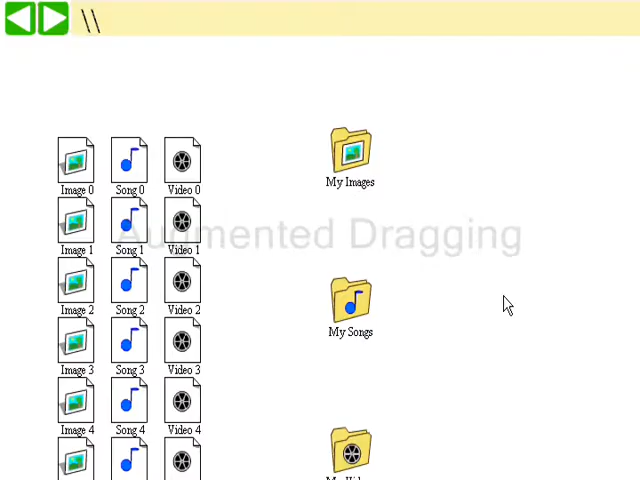 \\
My Images
Image 0 Song 0 Video 0
Augmented Dragging
Image 1 Song 1 Video 1
Image 2 Song 2 Video 2
My Songs
Image 3 Song 3 Video 3
Image 4 Song 4 Video 4
My